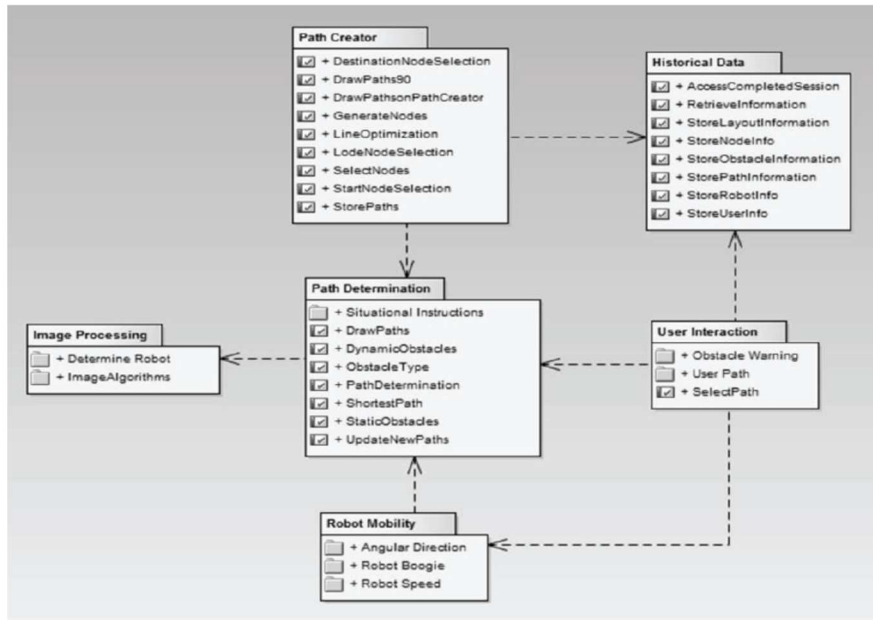 Path Creator
+ DestinationNodeSelection
+ DrawPaths90
+ DrawPathsonPathCreator
+ GenerateNodes
+ LineOptimization
+ LodeNodeSelection
+ SelectNodes
+ StartNodeSelection
+ StorePaths
Historical Data
+ AccessCompletedSession
+ RetrieveInformation
+ StoreLayoutInformation
+ StoreNodeInfo
+ StoreObstacleInformation
+ StorePathInformation
+ StoreRobotInfo
+ StoreUserInfo
Path Determination
+ Situational Instructions
+ DrawPaths
+ DynamicObstacles
+ ObstacleType
+ PathDetermination
+ ShortestPath
+ StaticObstacles
+ UpdateNewPaths
Image Processing
+ Determine Robot
+ ImageAlgorithms
User Interaction
+ Obstacle Warning
+ User Path
+ SelectPath
Robot Mobility
+ Angular Direction
+ Robot Boogie
+ Robot Speed